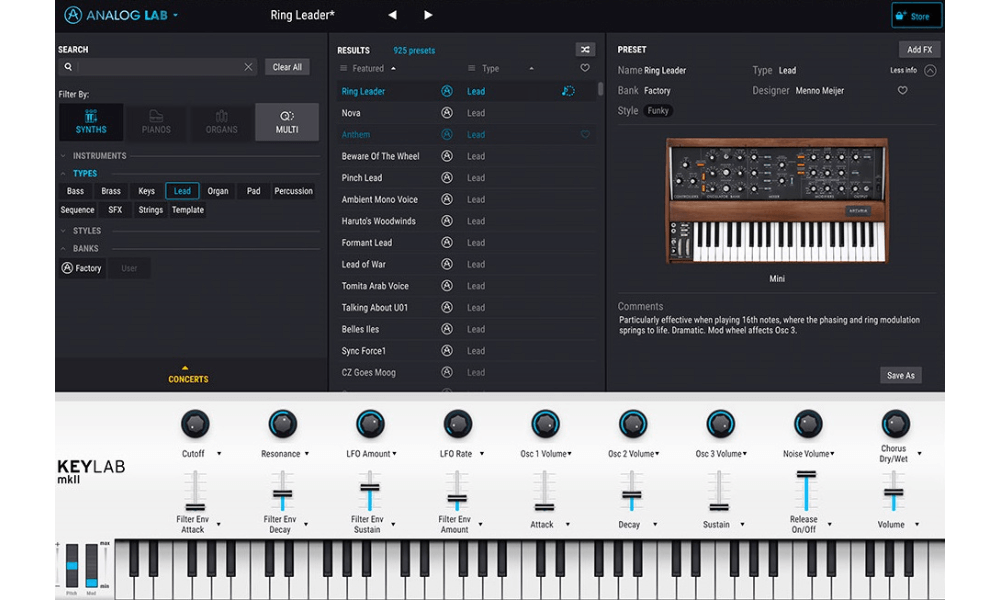 ANALOG LAB
Ring Leader*
Store
SEARCH
Clear All
Filter By:
SYNTHS
PIANOS
ORGANS
MULTI
INSTRUMENTS
TYPES
Bass Brass Keys Lead Organ Pad Percussion
Sequence SFX Strings Template
STYLES
BANKS
Factory User
CONCERTS
RESULTS 925 presets
Featured Type
Ring Leader Lead
Nova Lead
Anthem Lead
Beware Of The Wheel Lead
Pinch Lead Lead
Ambient Mono Voice Lead
Haruto's Woodwinds Lead
Formant Lead Lead
Lead of War Lead
Tomita Arab Voice Lead
Talking About U01 Lead
Belles Iles Lead
Sync Force1 Lead
CZ Goes Moog Lead
PRESET Add FX
Name Ring Leader Type Lead Less info
Bank Factory Designer Menno Meijer
Style Funky
ARTURIA
Mini
Comments
Particularly effective when playing 16th notes, where the phasing and ring modulation
springs to life. Dramatic. Mod wheel affects Osc 3.
Save As
KEYLAB
mkII
Cutoff Resonance LFO Amount LFO Rate Osc 1 Volume Osc 2 Volume Osc 3 Volume Noise Volume Chorus
Dry/Wet
Filter Env
Attack
Filter Env
Decay
Filter Env
Sustain
Filter Env
Amount
Attack
Decay
Sustain
Release
On/Off
Volume
max
min
Pitch Mod